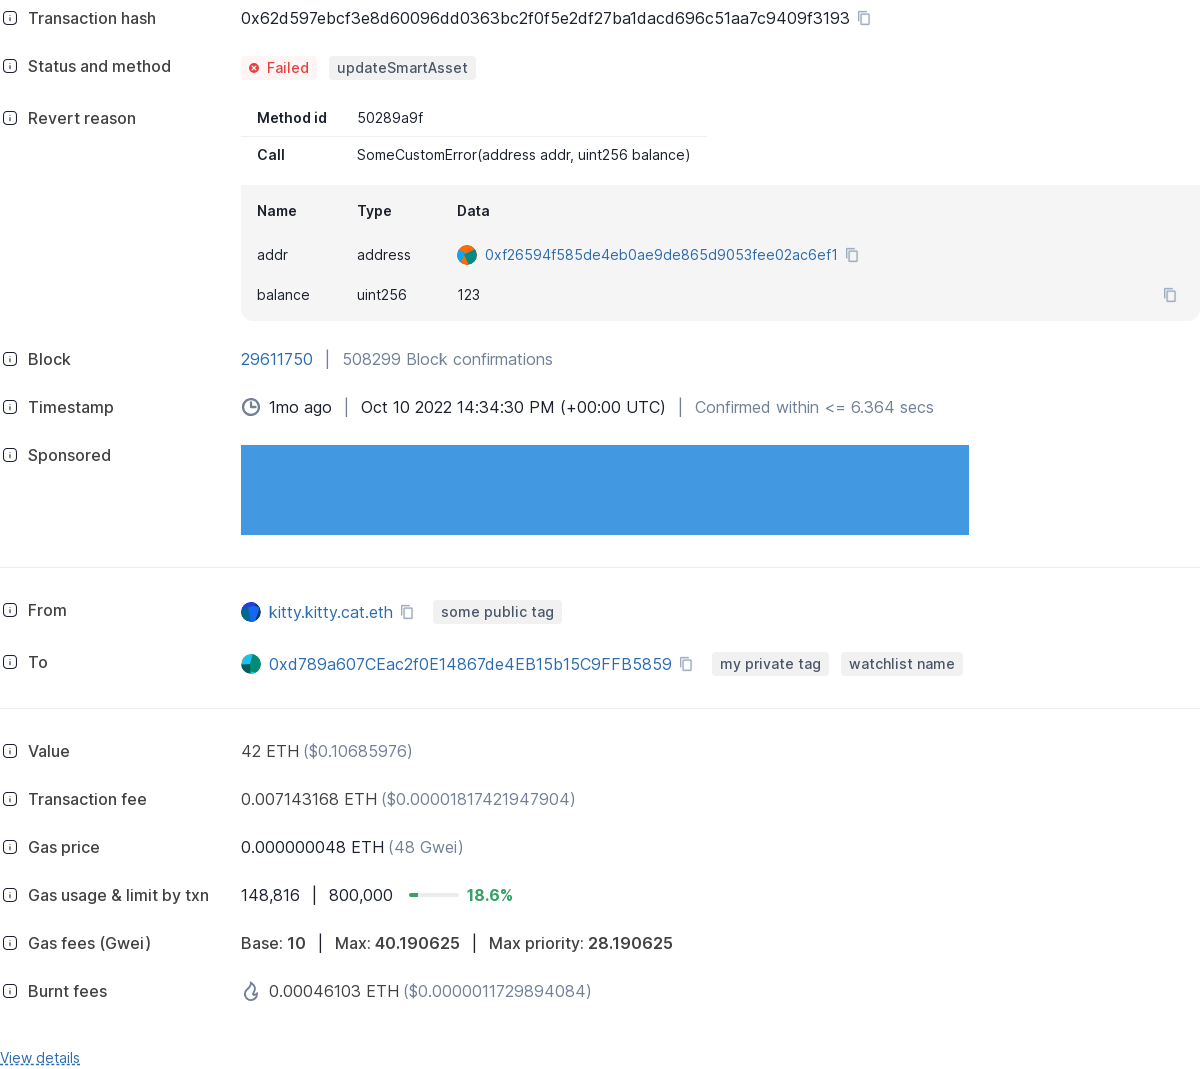 Transaction hash 0x62d597ebcf3e8d60096dd0363bc2f0f5e2df27ba1dacd696c51aa7c9409f3193
Status and method Failed updateSmartAsset
Revert reason Method id 50289a9f
Call SomeCustomError(address addr, uint256 balance)
Name Type Data
addr address 0xf26594f585de4eb0ae9de865d9053fee02ac6ef1
balance uint256 123
Block 29611750 | 508299 Block confirmations
Timestamp 1mo ago | Oct 10 2022 14:34:30 PM (+00:00 UTC) | Confirmed within <= 6.364 secs
Sponsored
From kitty.kitty.cat.eth some public tag
To 0xd789a607CEac2f0E14867de4EB15b15C9FFB5859 my private tag watchlist name
Value 42 ETH ($0.10685976)
Transaction fee 0.007143168 ETH ($0.00001817421947904)
Gas price 0.000000048 ETH (48 Gwei)
Gas usage & limit by txn 148,816 | 800,000 18.6%
Gas fees (Gwei) Base: 10 | Max: 40.190625 | Max priority: 28.190625
Burnt fees 0.00046103 ETH ($0.0000011729894084)
View details